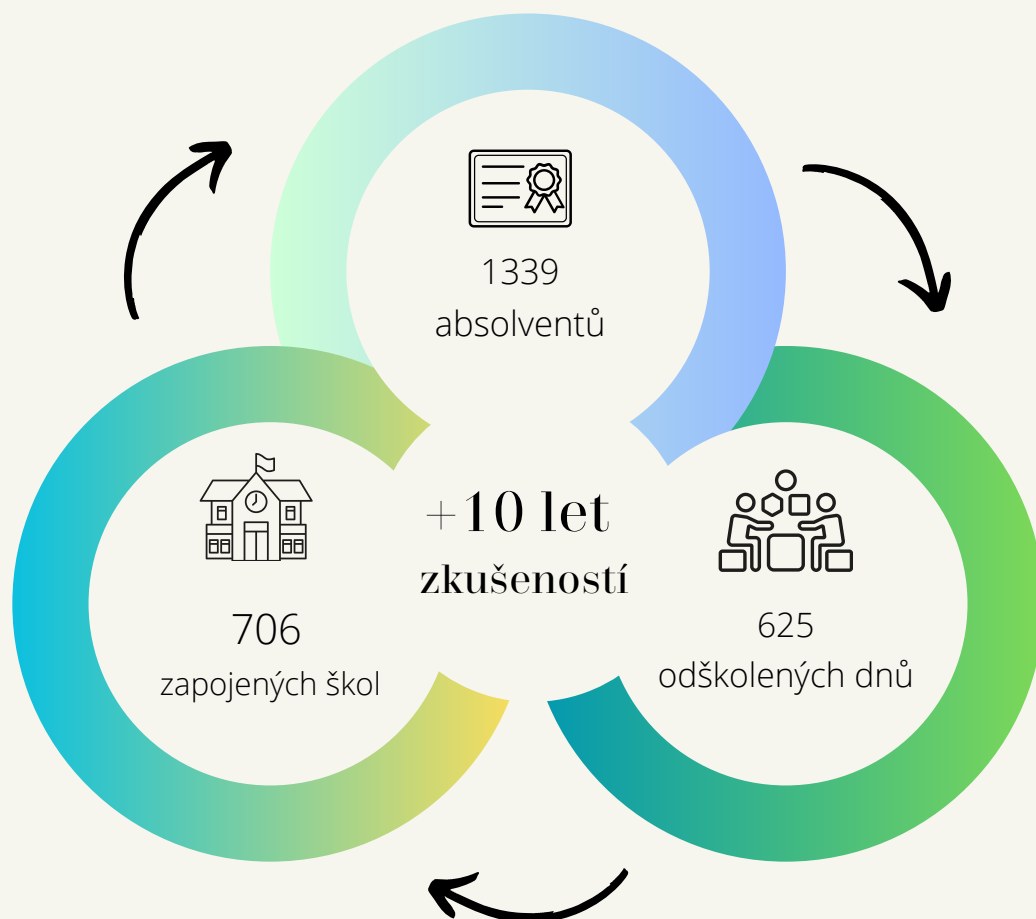 1339
absolventů
+10 let
zkušeností
706
zapojených škol
625
odškolených dnů